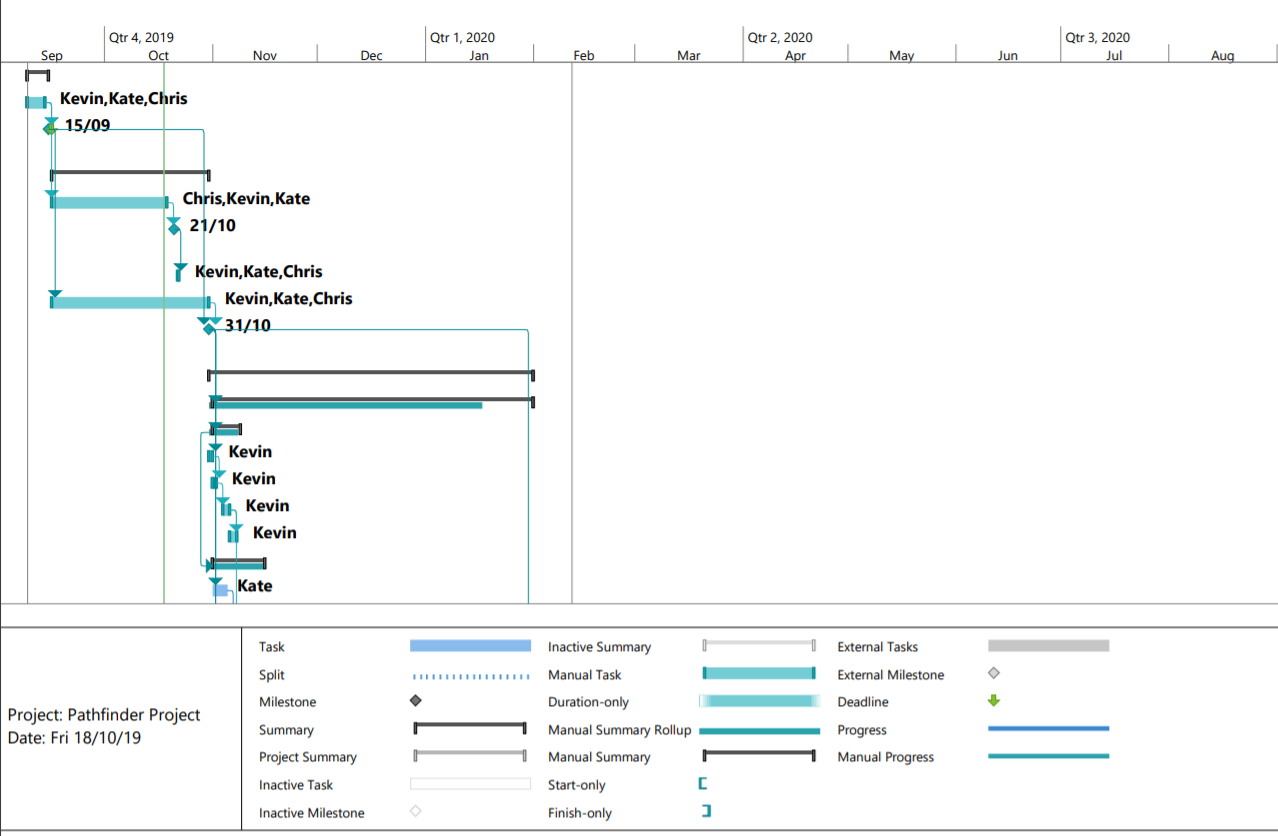 Qtr 4, 2019 Qtr 1, 2020 Qtr 2, 2020 Qtr 3, 2020
Sep Oct Nov Dec Jan Feb Mar Apr May Jun Jul Aug
Kevin,Kate,Chris
15/09
Chris,Kevin,Kate
21/10
Kevin,Kate,Chris
Kevin,Kate,Chris
31/10
Kevin
Kevin
Kevin
Kevin
Kate
Project: Pathfinder Project
Date: Fri 18/10/19
Task
Split
Milestone
Summary
Project Summary
Inactive Task
Inactive Milestone
Inactive Summary
Manual Task
Duration-only
Manual Summary Rollup
Manual Summary
Start-only
Finish-only
External Tasks
External Milestone
Deadline
Progress
Manual Progress